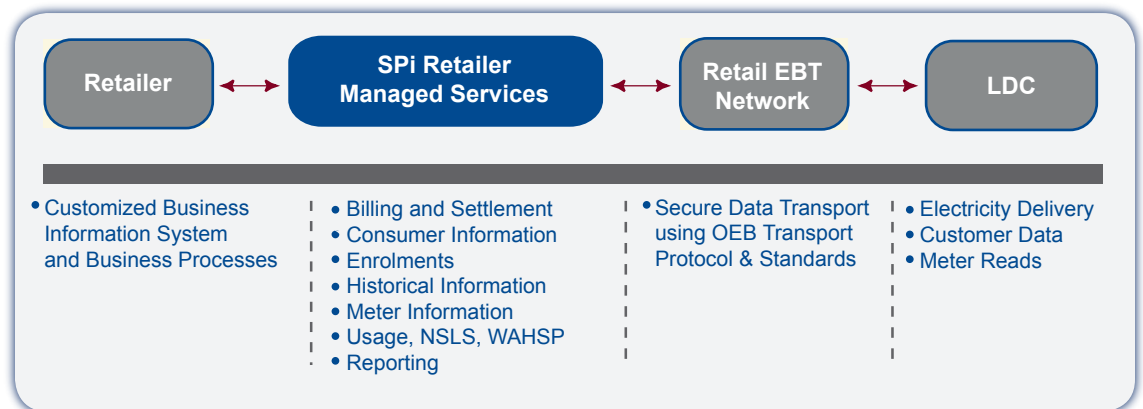 Retailer
SPi Retailer
Managed Services
Retail EBT
Network
LDC
• Customized Business
Information System
and Business Processes
• Billing and Settlement
• Consumer Information
• Enrolments
• Historical Information
• Meter Information
• Usage, NSLS, WAHSP
• Reporting
• Secure Data Transport
using OEB Transport
Protocol & Standards
• Electricity Delivery
• Customer Data
• Meter Reads